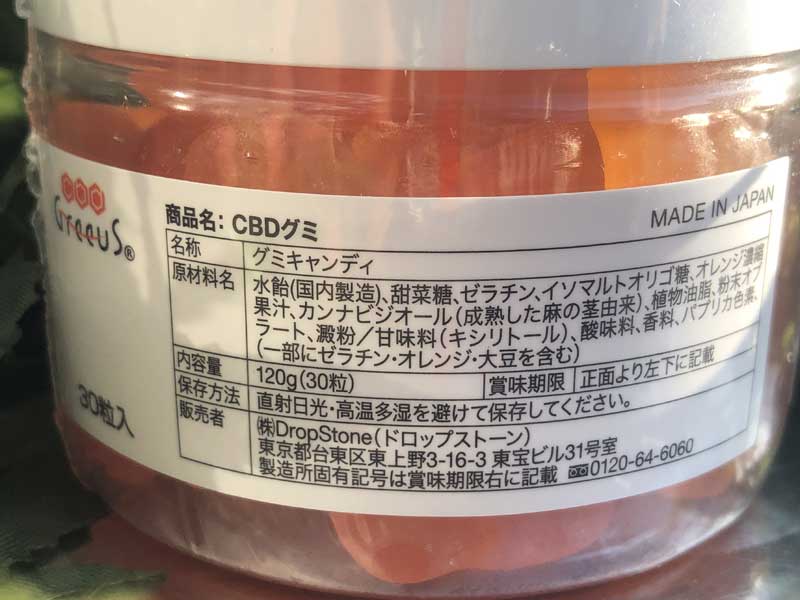 GreeuS®
30粒入
商品名: CBDグミ
MADE IN JAPAN
名称 グミキャンディ
原材料名 水飴(国内製造)、甜菜糖、ゼラチン、イソマルトオリゴ糖、オレンジ濃縮
果汁、カンナビジオール(成熟した麻の茎由来)、植物油脂、粉末オブ
ラート、澱粉/甘味料(キシリトール)、酸味料、香料、パプリカ色素、
(一部にゼラチン・オレンジ・大豆を含む)
内容量 120g(30粒) 賞味期限 正面より左下に記載
保存方法 直射日光・高温多湿を避けて保存してください。
販売者 ㈱DropStone(ドロップストーン)
東京都台東区東上野3-16-3 東宝ビル31号室
製造所固有記号は賞味期限右に記載 0120-64-6060